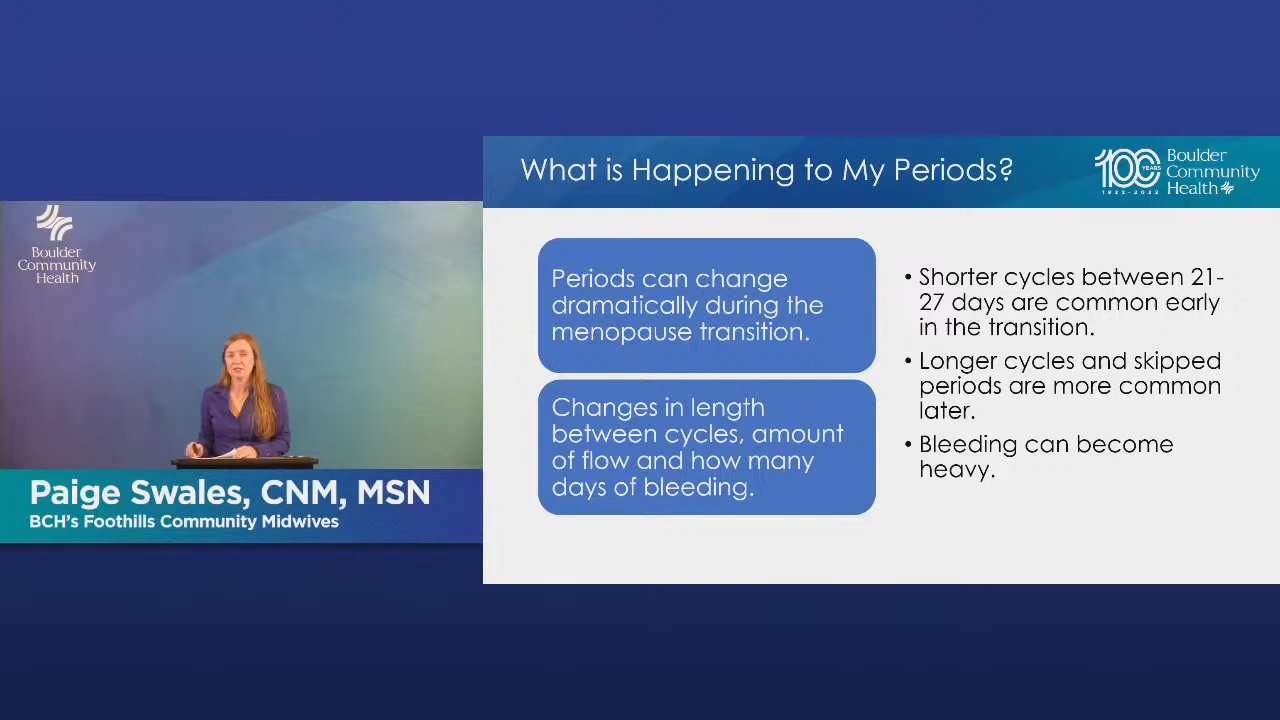 Boulder
Community
Health
Paige Swales, CNM, MSN
BCH's Foothills Community Midwives
What is Happening to My Periods?
100
YEARS
1922-2022
Boulder
Community
Health
Periods can change
dramatically during the
menopause transition.
Changes in length
between cycles, amount
of flow and how many
days of bleeding.
• Shorter cycles between 21-
27 days are common early
in the transition.
• Longer cycles and skipped
periods are more common
later.
• Bleeding can become
heavy.